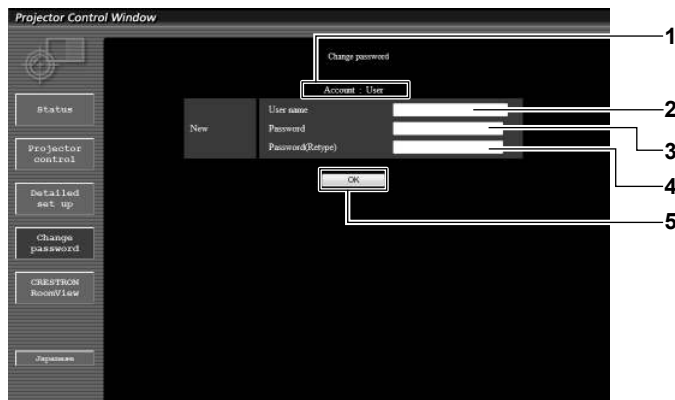 Projector Control Window
1
Change password
Account : User
Status
User name
2
New
Password
3
Password(Retype)
4
Projector
control
OK
5
Detailed
set up
Change
password
CRESTRON
RoomView
Japanese